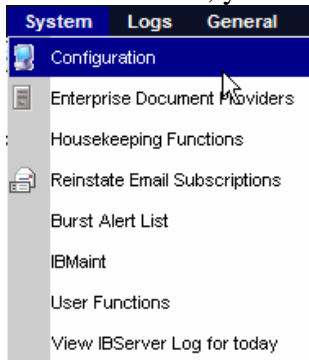 System Logs General
Configuration
Enterprise Document Providers
Housekeeping Functions
Reinstate Email Subscriptions
Burst Alert List
IBMaint
User Functions
View IBServer Log for today